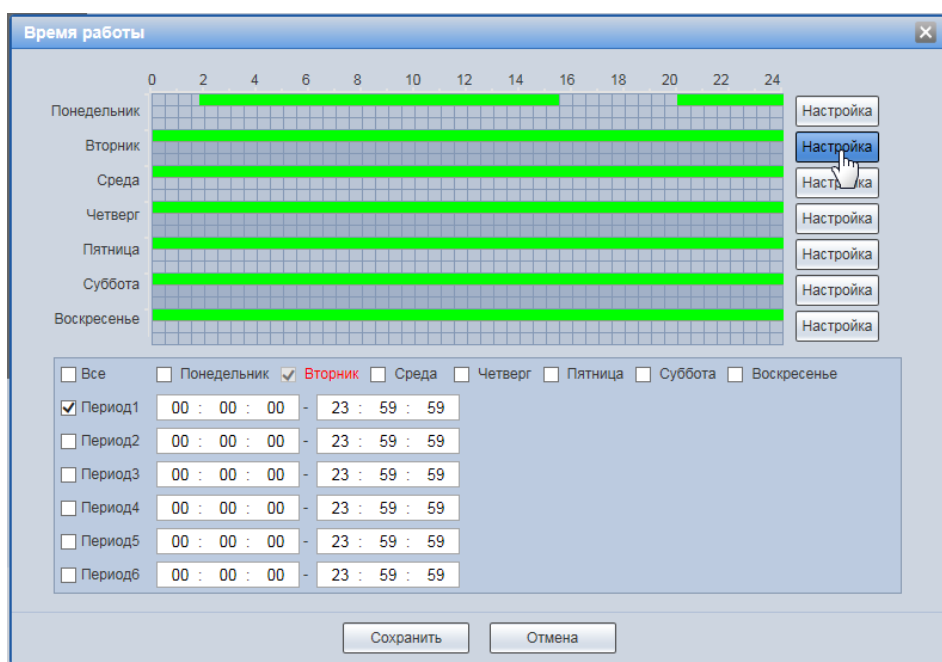 Время работы
0 2 4 6 8 10 12 14 16 18 20 22 24
Понедельник Настройка
Вторник Настройка
Среда Настройка
Четверг Настройка
Пятница Настройка
Суббота Настройка
Воскресенье Настройка
Все Понедельник Вторник Среда Четверг Пятница Суббота Воскресенье
Период1 00 : 00 : 00 - 23 : 59 : 59
Период2 00 : 00 : 00 - 23 : 59 : 59
Период3 00 : 00 : 00 - 23 : 59 : 59
Период4 00 : 00 : 00 - 23 : 59 : 59
Период5 00 : 00 : 00 - 23 : 59 : 59
Период6 00 : 00 : 00 - 23 : 59 : 59
Сохранить Отмена